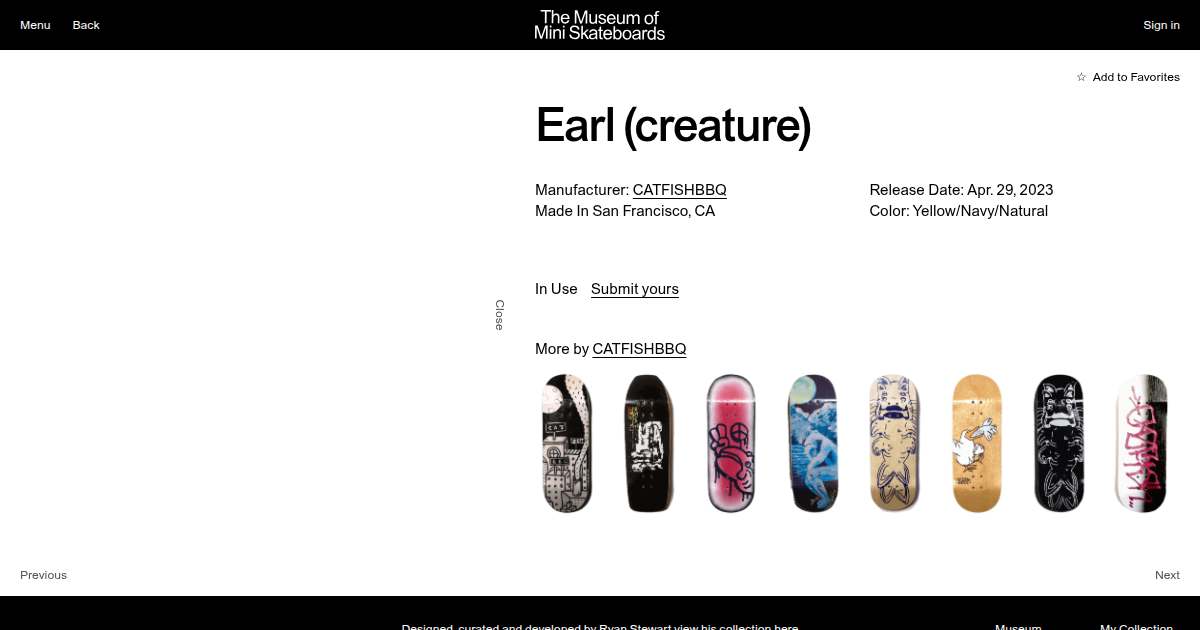 Menu
Back
The Museum of
Mini Skateboards
Sign in
☆ Add to Favorites
Earl (creature)
Manufacturer: CATFISHBBQ
Made In San Francisco, CA
Release Date: Apr. 29, 2023
Color: Yellow/Navy/Natural
In Use Submit yours
Close
More by CATFISHBBQ
Previous
Next
Designed, curated and developed by Ryan Stewart view his collection here
Museum
My Collection